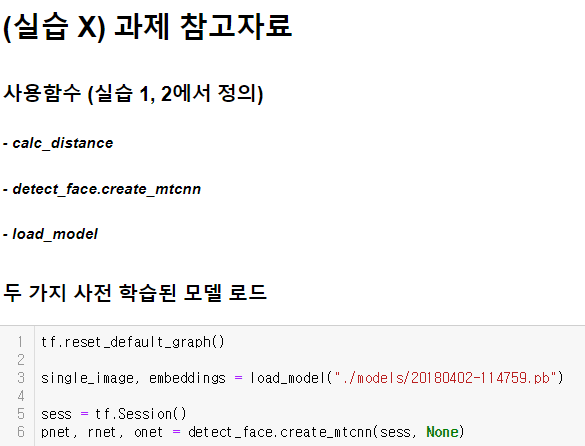 (실습 X) 과제 참고자료
사용함수 (실습 1, 2에서 정의)
- calc_distance
- detect_face.create_mtcnn
- load_model
두 가지 사전 학습된 모델 로드
1 tf.reset_default_graph()
2
3 single_image, embeddings = load_model("./models/20180402-114759.pb")
4
5 sess = tf.Session()
6 pnet, rnet, onet = detect_face.create_mtcnn(sess, None)